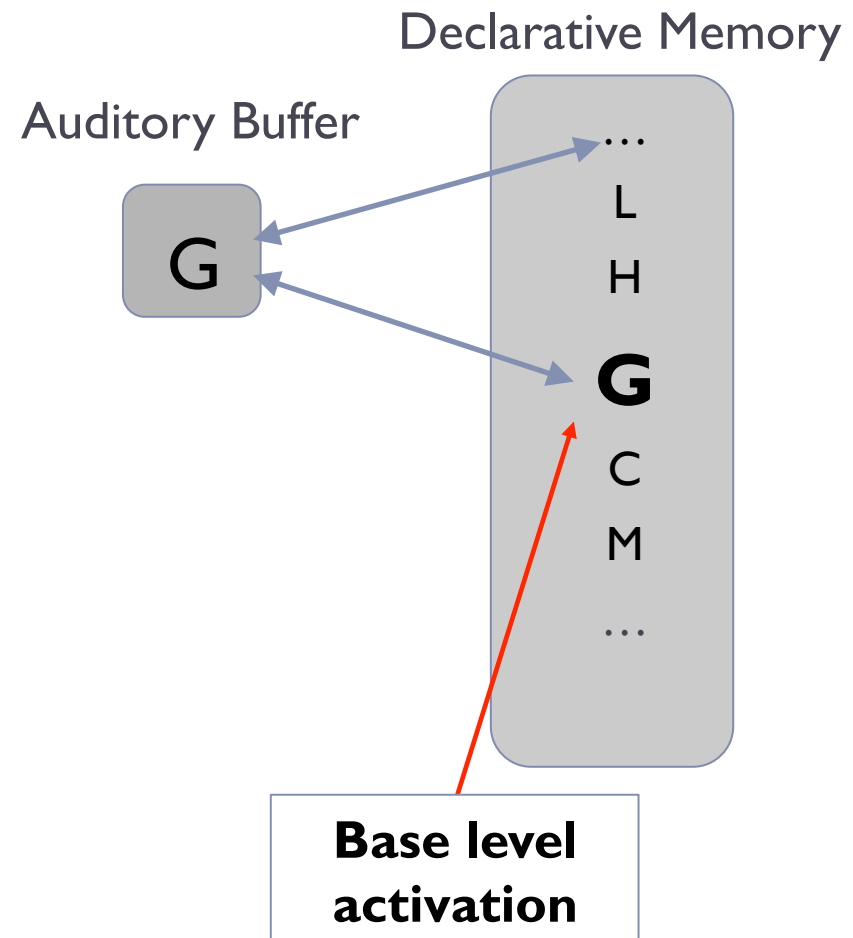 Declarative Memory
Auditory Buffer
G
...
L
H
G
C
M
...
Base level
activation